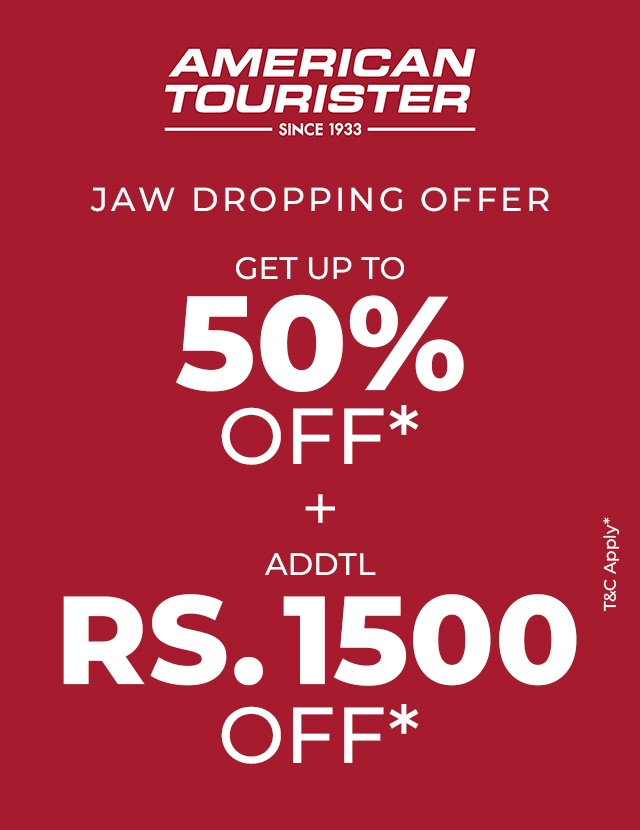 AMERICAN
TOURISTER
SINCE 1933
JAW DROPPING OFFER
GET UP TO
50%
OFF*
+
ADDTL
RS. 1500
OFF*
T&C Apply*